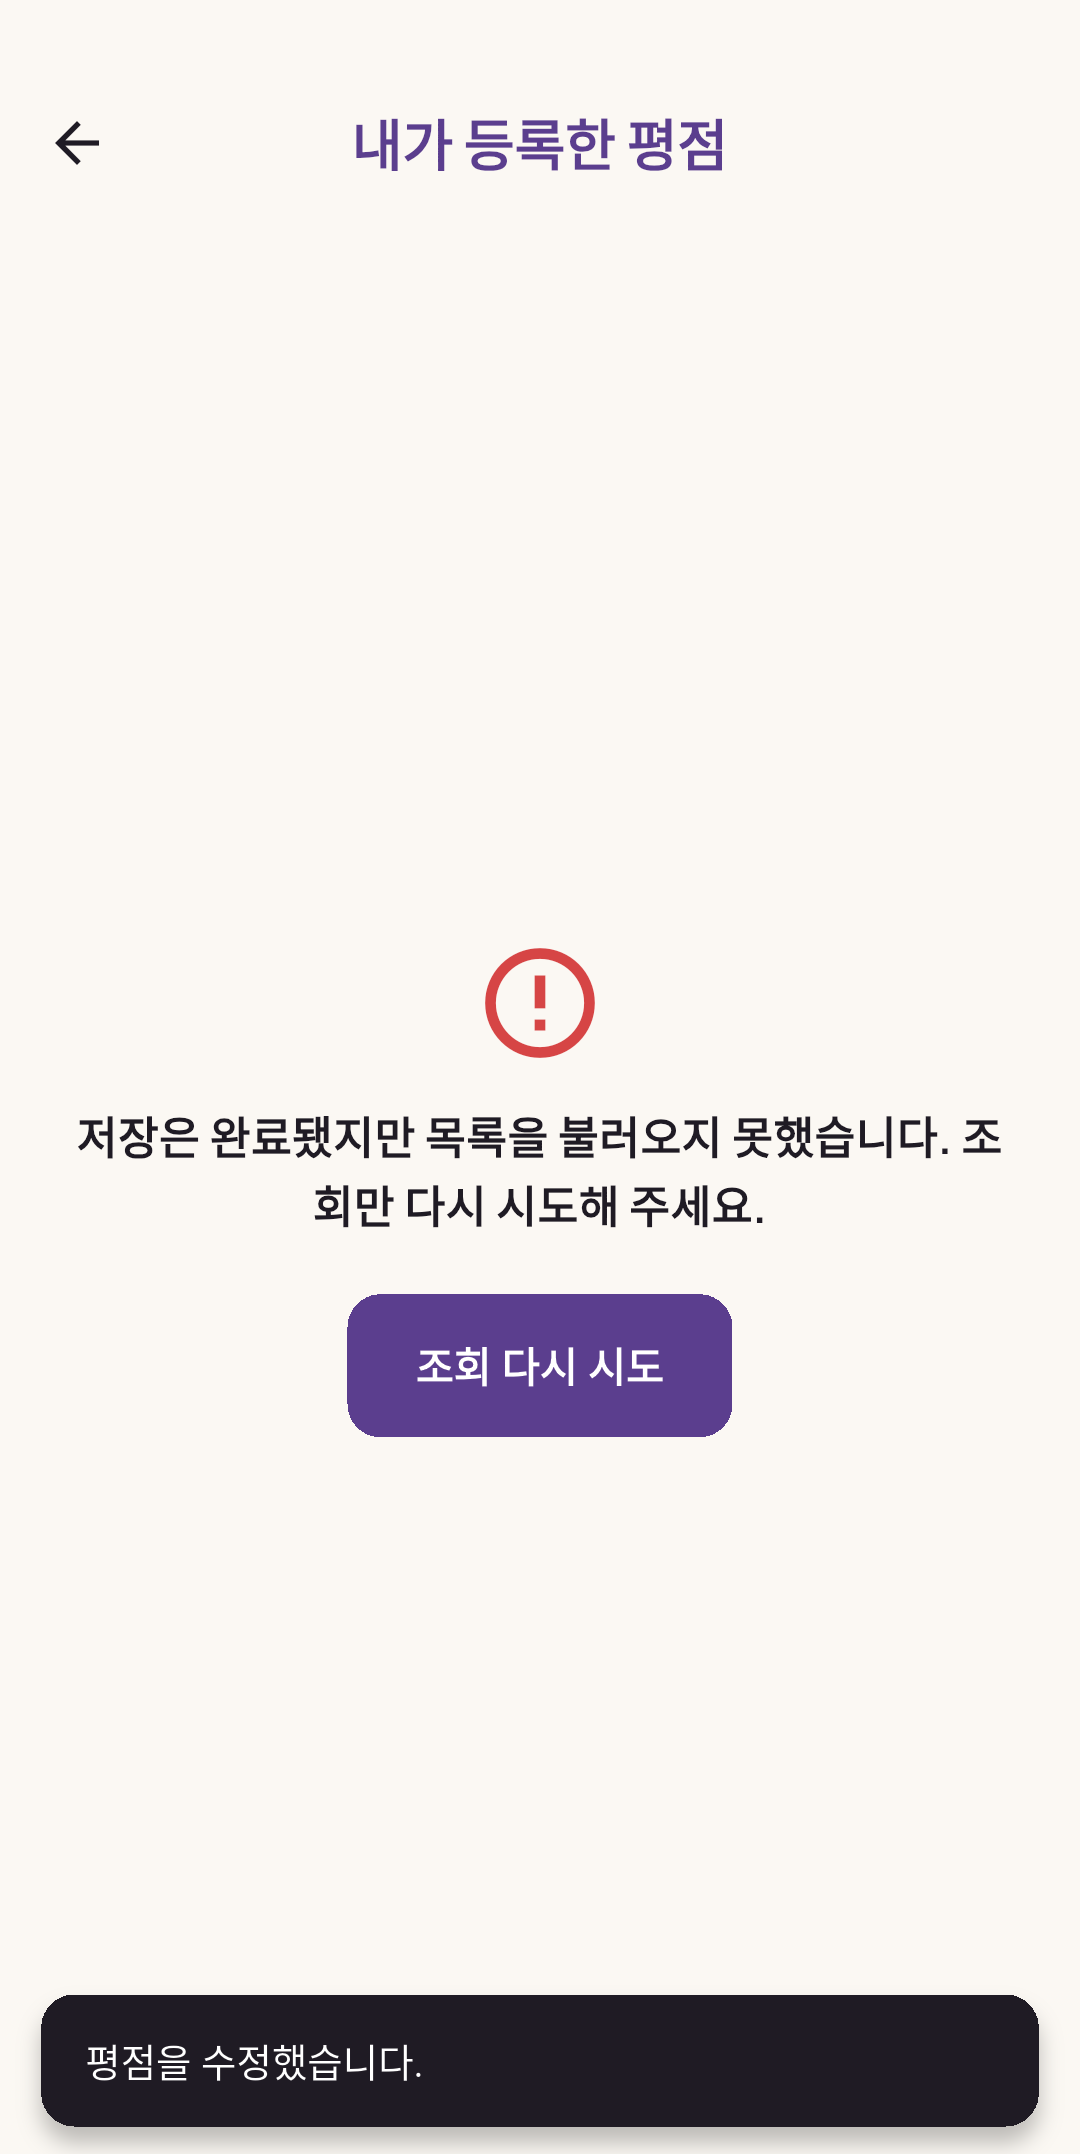 내가 등록한 평점
저장은 완료됐지만 목록을 불러오지 못했습니다. 조
회만 다시 시도해 주세요.
조회 다시 시도
평점을 수정했습니다.